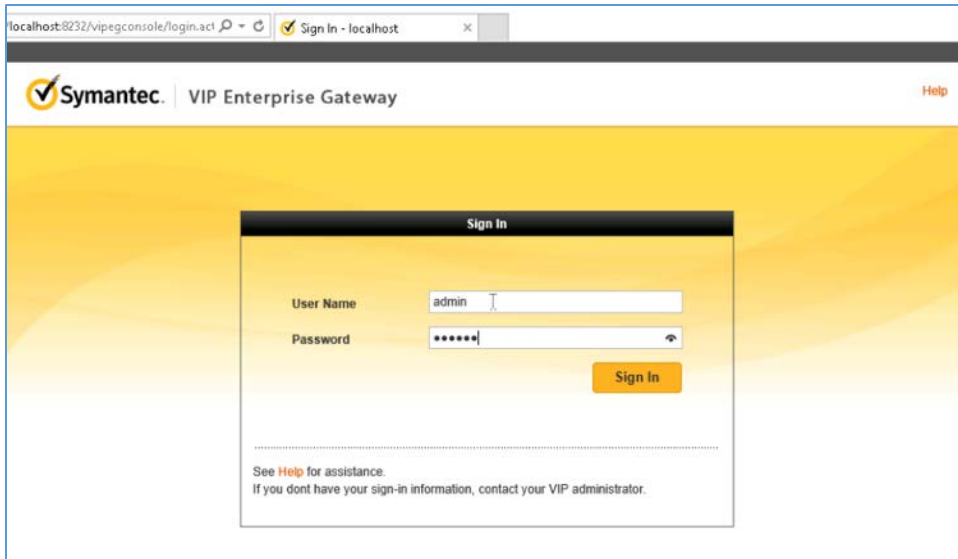 localhost:8232/vipegconsole/login.act
Sign In - localhost
Symantec. VIP Enterprise Gateway
Help
Sign In
User Name admin
Password ••••••
Sign In
See Help for assistance.
If you dont have your sign-in information, contact your VIP administrator.